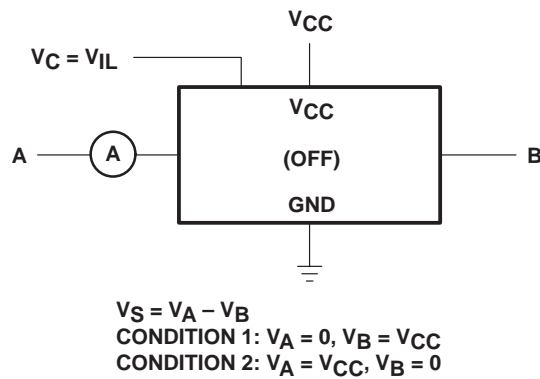 VCC
VC = VIL
VCC
A
A
(OFF)
B
GND
VS = VA – VB
CONDITION 1: VA = 0, VB = VCC
CONDITION 2: VA = VCC, VB = 0